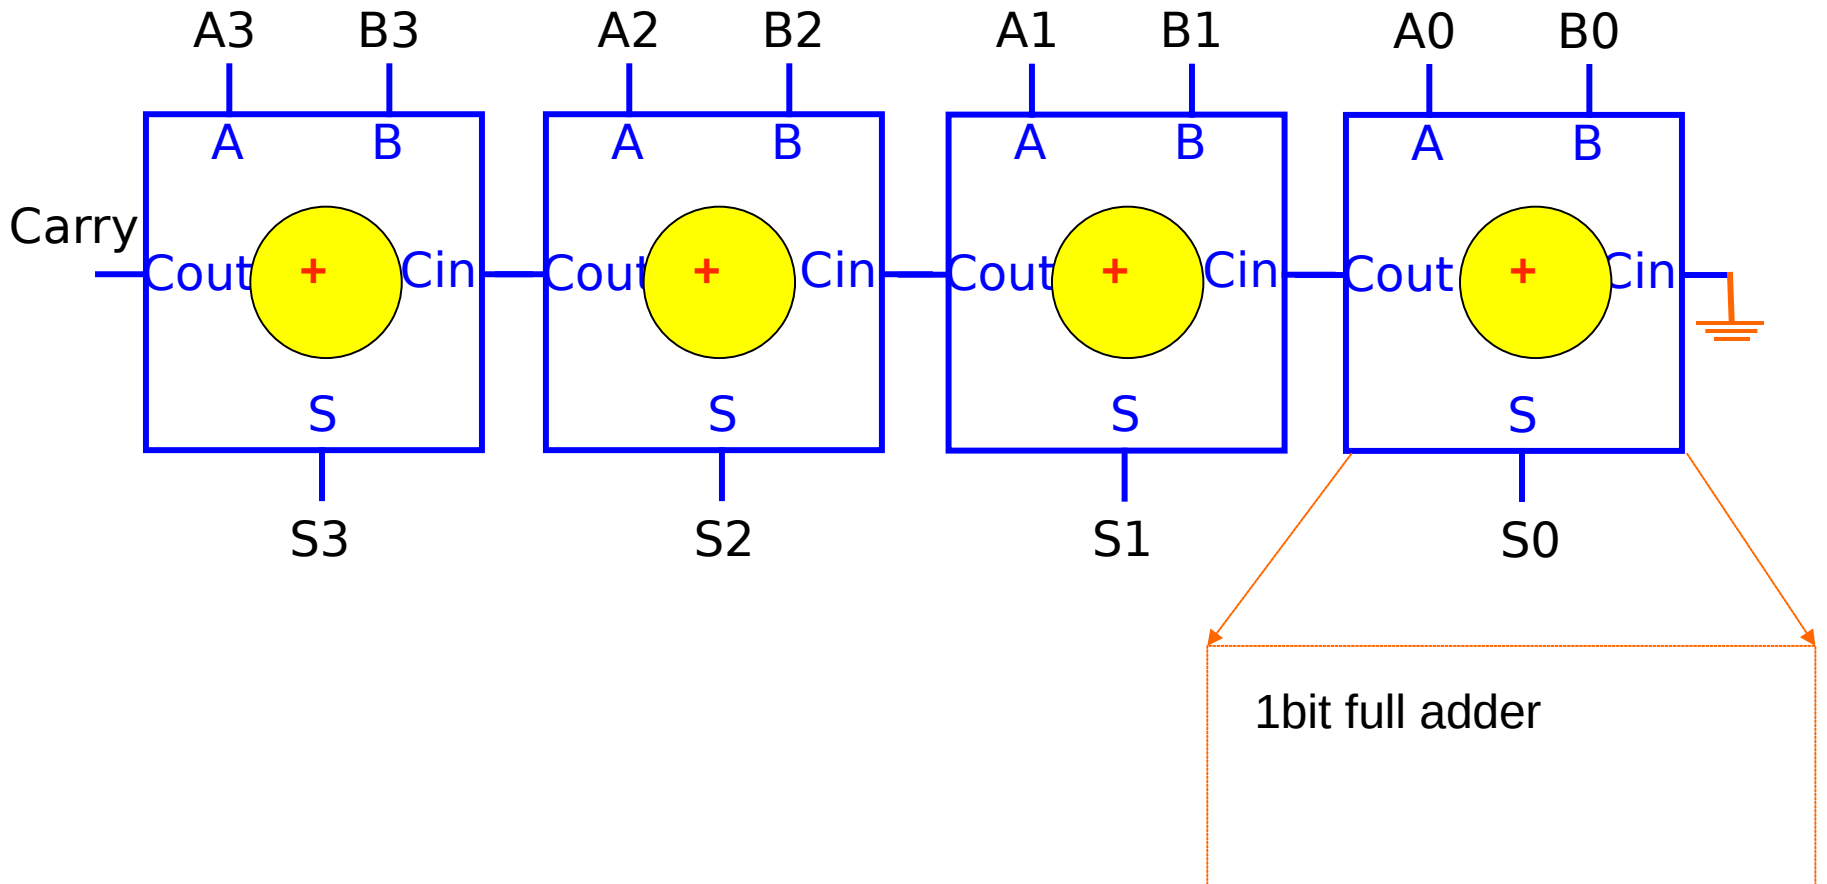 A3 B3 A2 B2 A1 B1 A0 B0
A B A B A B A B
Carry
Cout + Cin Cout + Cin Cout + Cin Cout + Cin
S S S S
S3 S2 S1 S0
1bit full adder